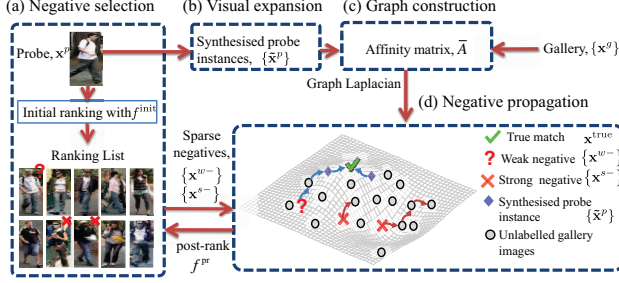 (a) Negative selection
(b) Visual expansion
(c) Graph construction
Probe, x^p
Synthesised probe
instances, {x̃^p}
Affinity matrix, A̅
Gallery, {x^g}
Initial ranking with f^init
Graph Laplacian
(d) Negative propagation
Ranking List
?
Sparse
negatives,
{x^{w-}}
{x^{s-}}
post-rank
f^pr
?
True match x^true
? Weak negative {x^{w-}}
Strong negative {x^{s-}}
Synthesised probe
instance {x̃^p}
Unlabelled gallery
images